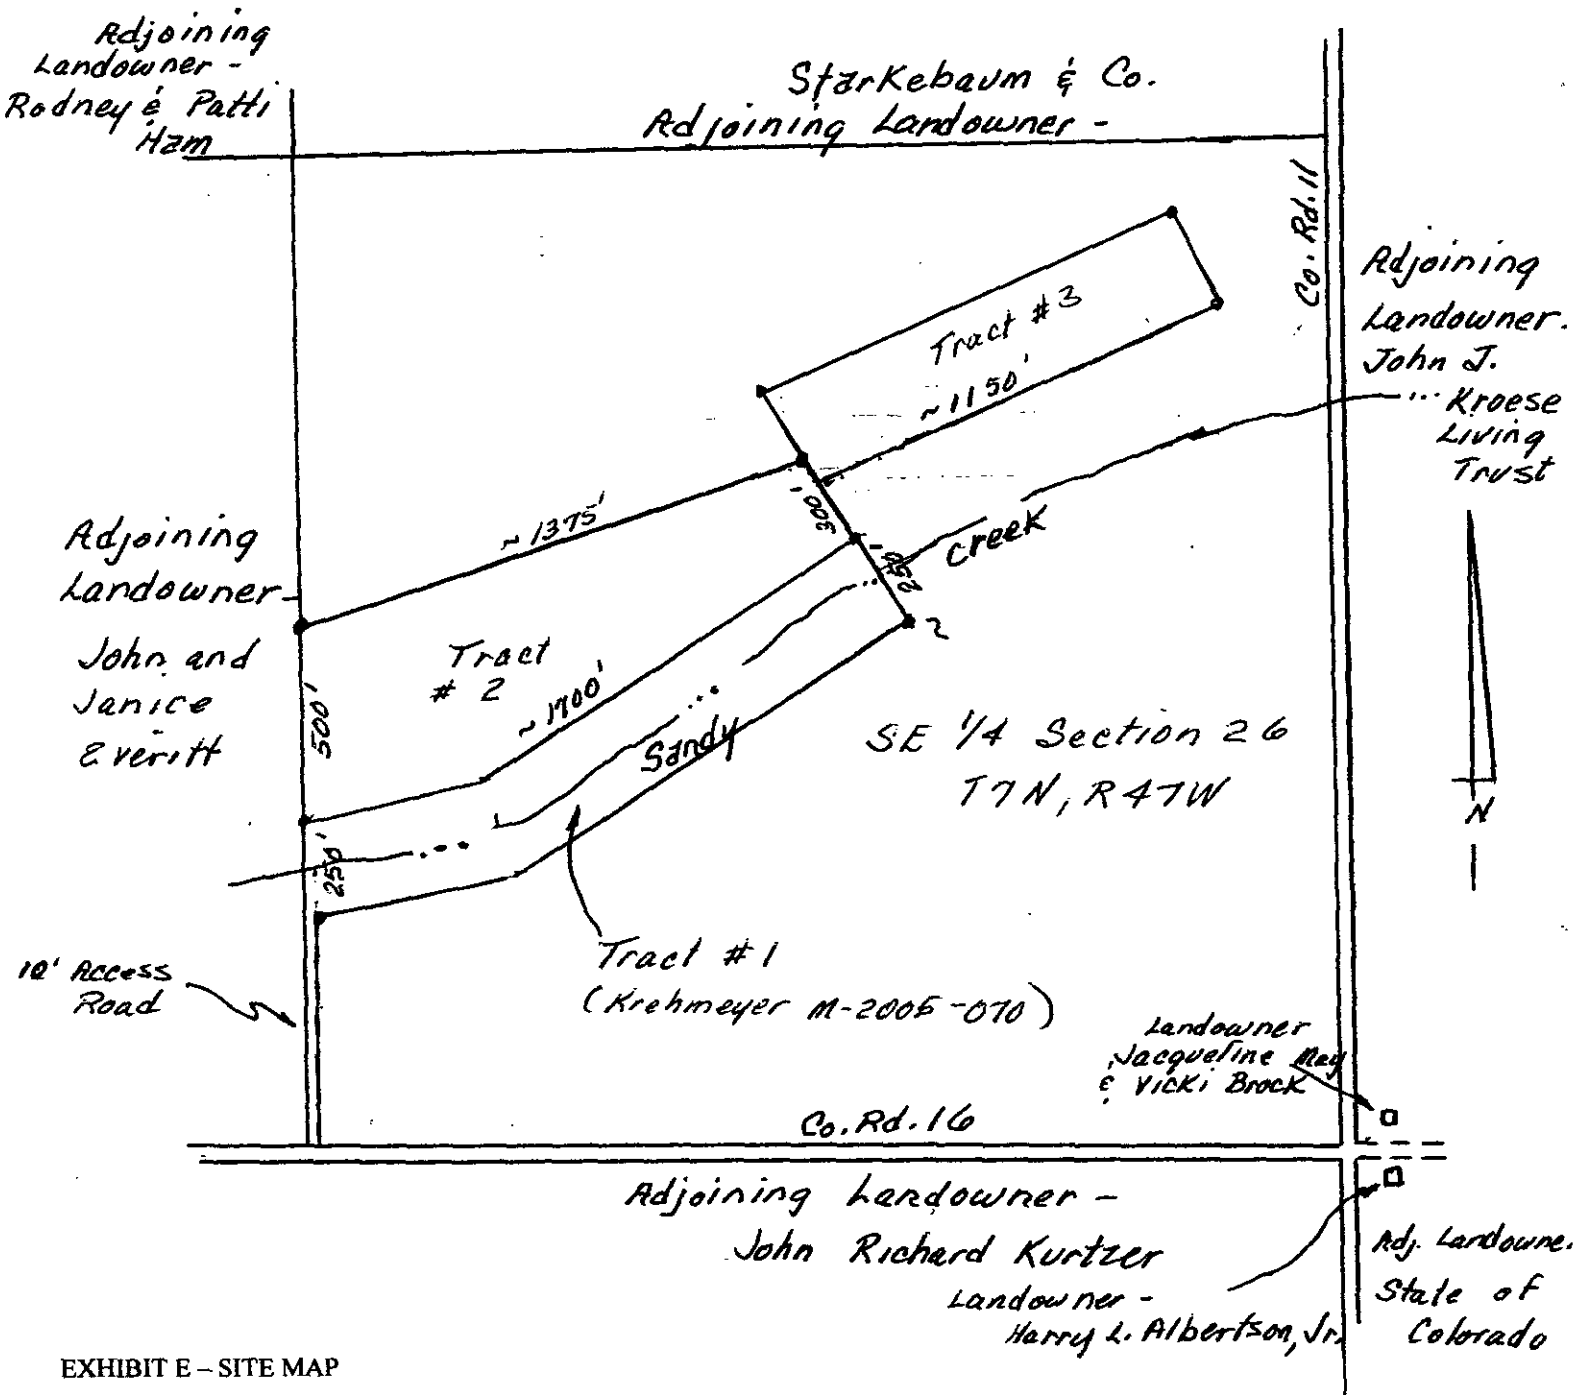 Adjoining
Landowner -
Rodney & Patti
Ham
Starkebaum & Co.
Adjoining Landowner -
Co. Rd. 11
Adjoining
Landowner.
John J.
Kroese
Living
Trust
Tract #3
~1150'
~1375'
300'
250'
creek
2
Adjoining
Landowner
John and
Janice
Everitt
Tract
# 2
500'
~1700'
Sandy
SE 1/4 Section 26
T7N, R47W
N
250'
10' Access
Road
Tract #1
(Krehmeyer M-2005-070)
Landowner
Jacqueline May
& Vicki Brock
Co. Rd. 16
Adjoining Landowner -
John Richard Kurtzer
Landowner -
Harry L. Albertson, Jr.
Adj. Landowne.
State of
Colorado
EXHIBIT E – SITE MAP